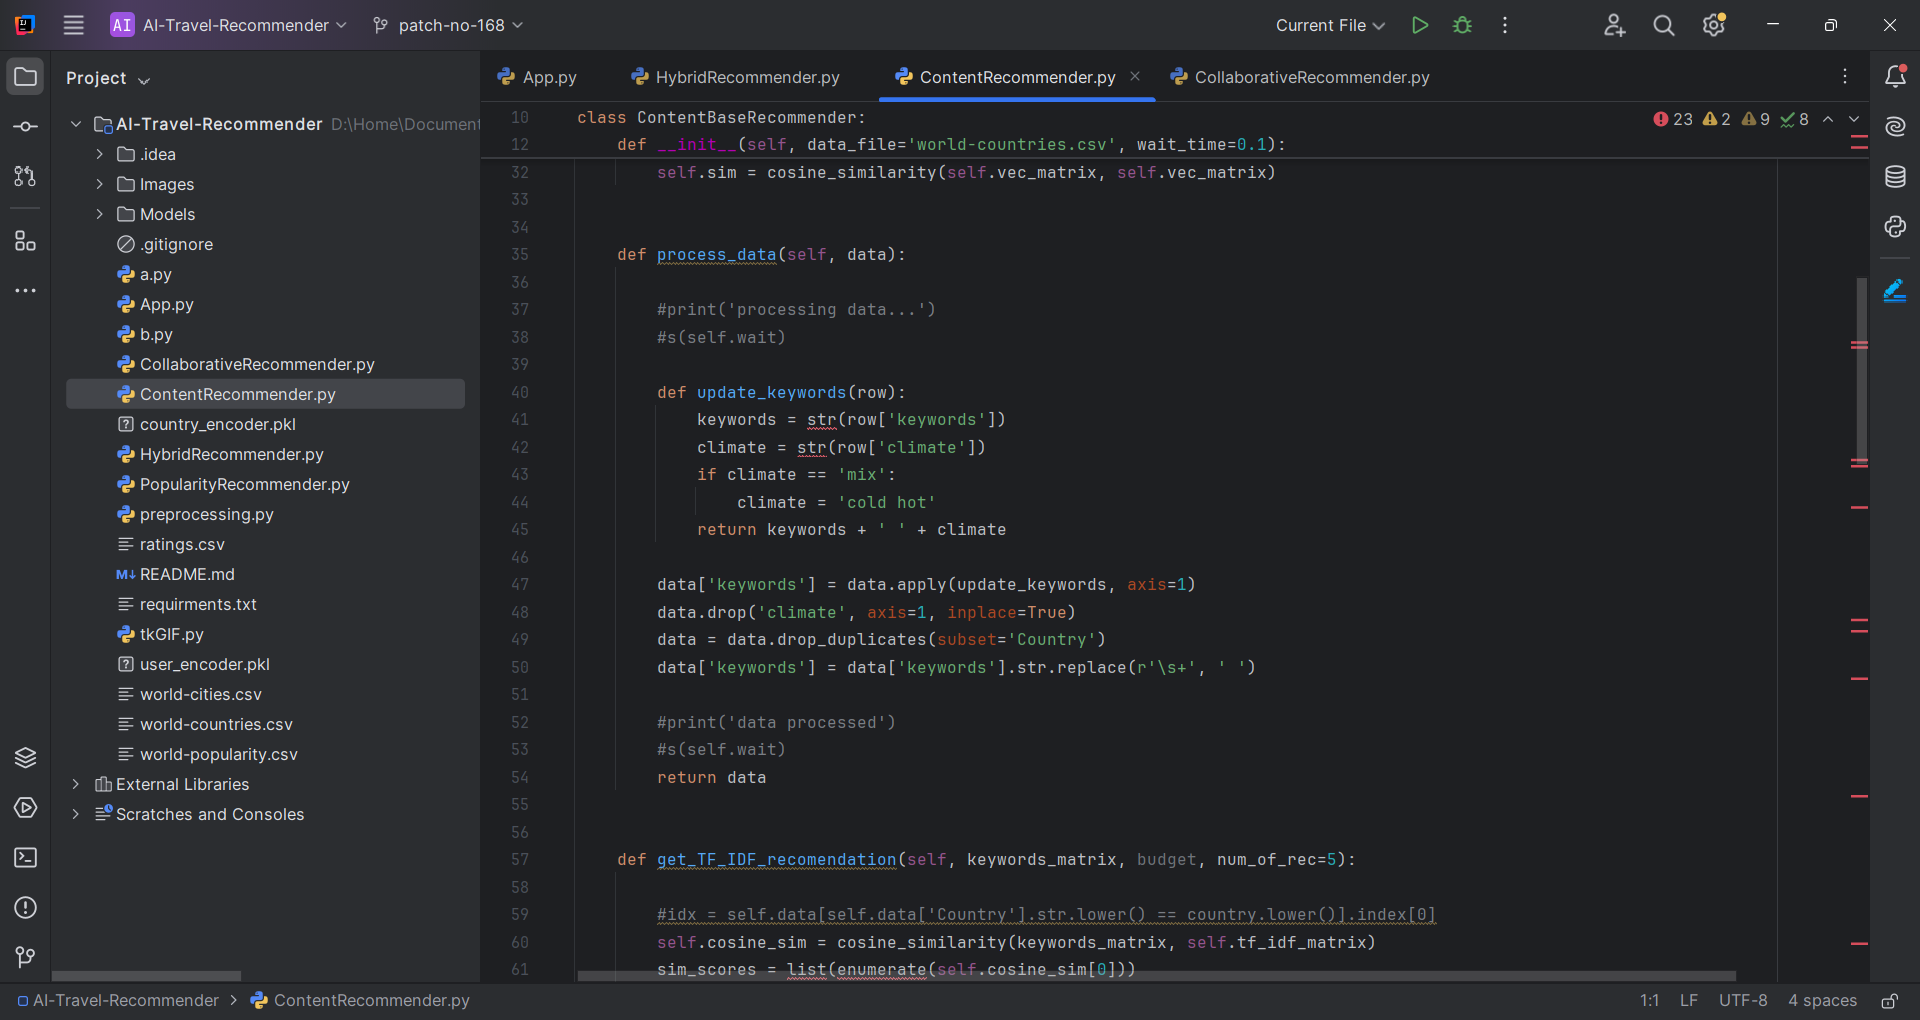 AI AI-Travel-Recommender patch-no-168 Current File
Project
AI-Travel-Recommender D:\Home\Document
.idea
Images
Models
.gitignore
a.py
App.py
b.py
CollaborativeRecommender.py
ContentRecommender.py
country_encoder.pkl
HybridRecommender.py
PopularityRecommender.py
preprocessing.py
ratings.csv
M↓ README.md
requirments.txt
tkGIF.py
user_encoder.pkl
world-cities.csv
world-countries.csv
world-popularity.csv
External Libraries
Scratches and Consoles
App.py HybridRecommender.py ContentRecommender.py CollaborativeRecommender.py
23 2 9 8
10 class ContentBaseRecommender:
12 def __init__(self, data_file='world-countries.csv', wait_time=0.1):
32 self.sim = cosine_similarity(self.vec_matrix, self.vec_matrix)
33
34
35 def process_data(self, data):
36
37 #print('processing data...')
38 #s(self.wait)
39
40 def update_keywords(row):
41 keywords = str(row['keywords'])
42 climate = str(row['climate'])
43 if climate == 'mix':
44 climate = 'cold hot'
45 return keywords + ' ' + climate
46
47 data['keywords'] = data.apply(update_keywords, axis=1)
48 data.drop('climate', axis=1, inplace=True)
49 data = data.drop_duplicates(subset='Country')
50 data['keywords'] = data['keywords'].str.replace(r'\s+', ' ')
51
52 #print('data processed')
53 #s(self.wait)
54 return data
55
56
57 def get_TF_IDF_recomendation(self, keywords_matrix, budget, num_of_rec=5):
58
59 #idx = self.data[self.data['Country'].str.lower() == country.lower()].index[0]
60 self.cosine_sim = cosine_similarity(keywords_matrix, self.tf_idf_matrix)
61 sim_scores = list(enumerate(self.cosine_sim[0]))
AI-Travel-Recommender ContentRecommender.py 1:1 LF UTF-8 4 spaces